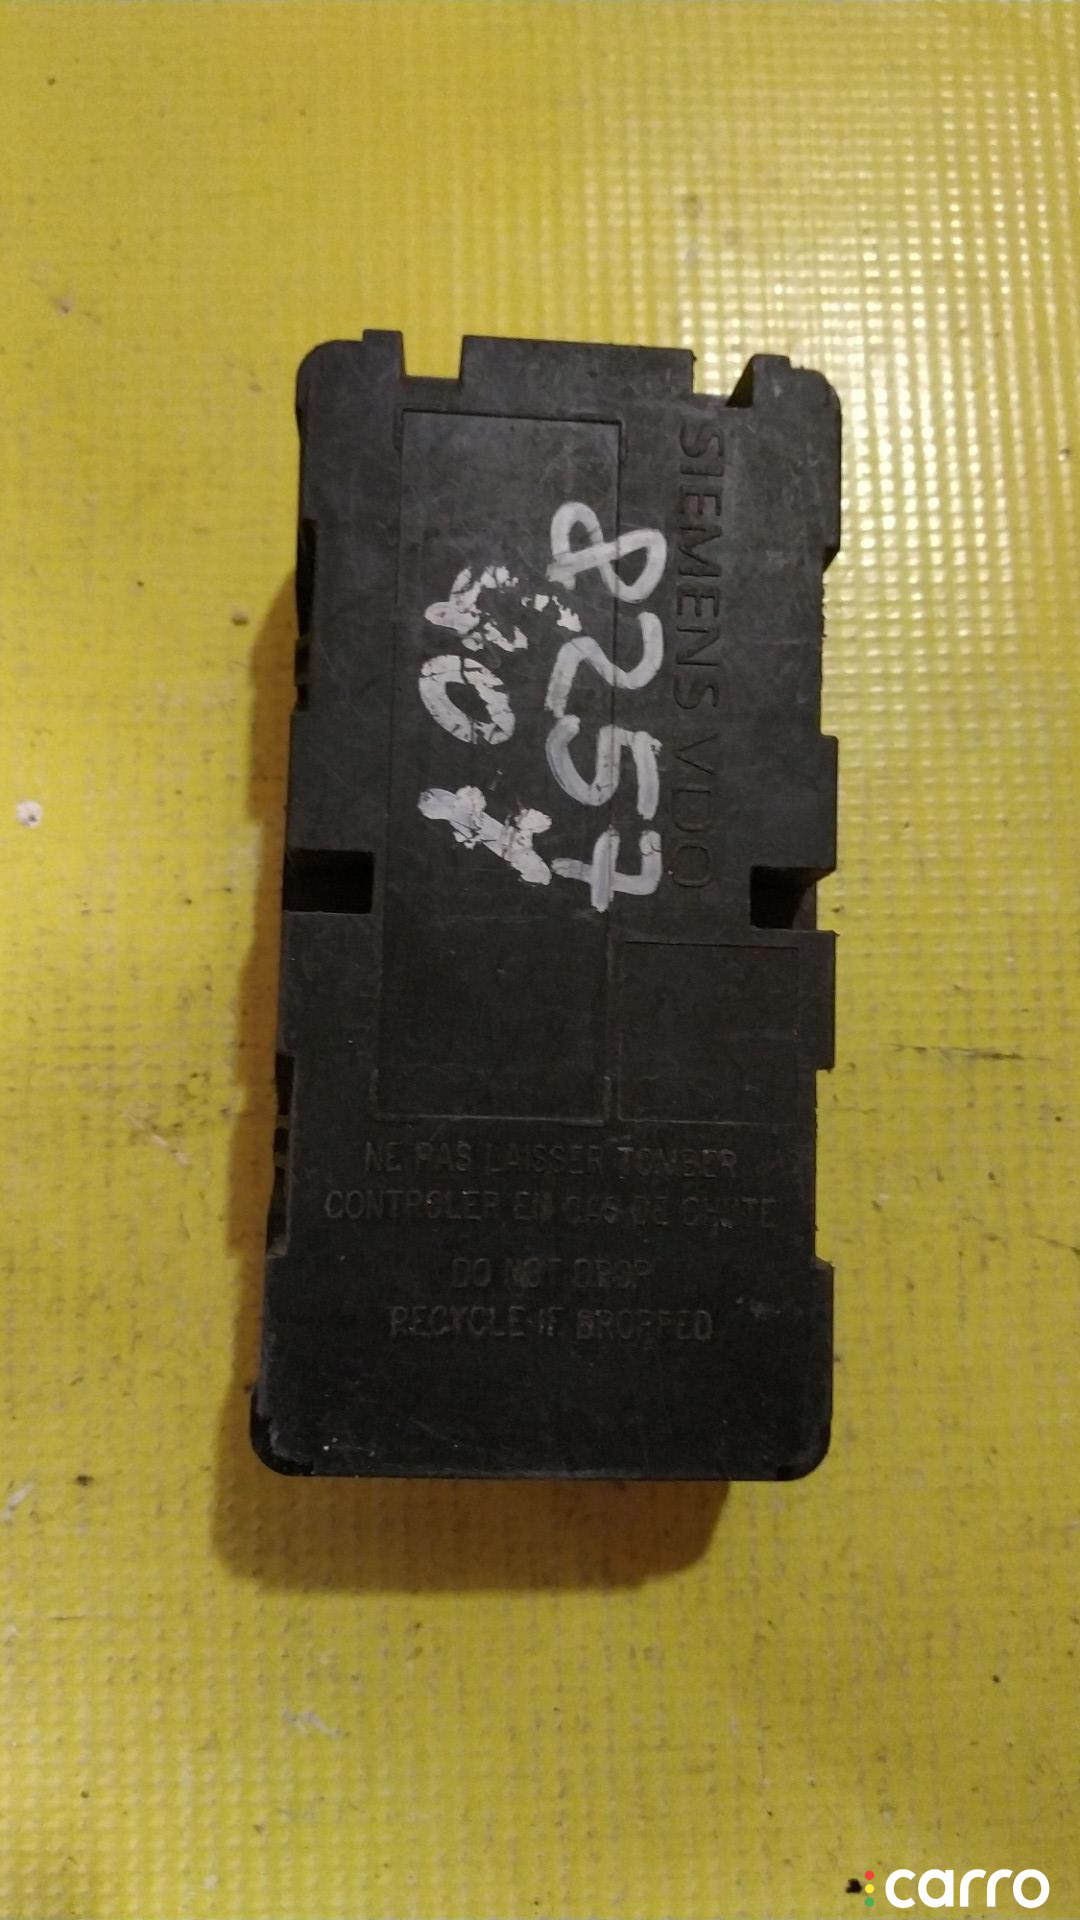 SIEMENS VDO
8257
NE PAS LAISSER TOMBER
CONTROLER EN CAS DE CHUTE
DO NOT DROP
RECYCLE IF DROPPED
carro